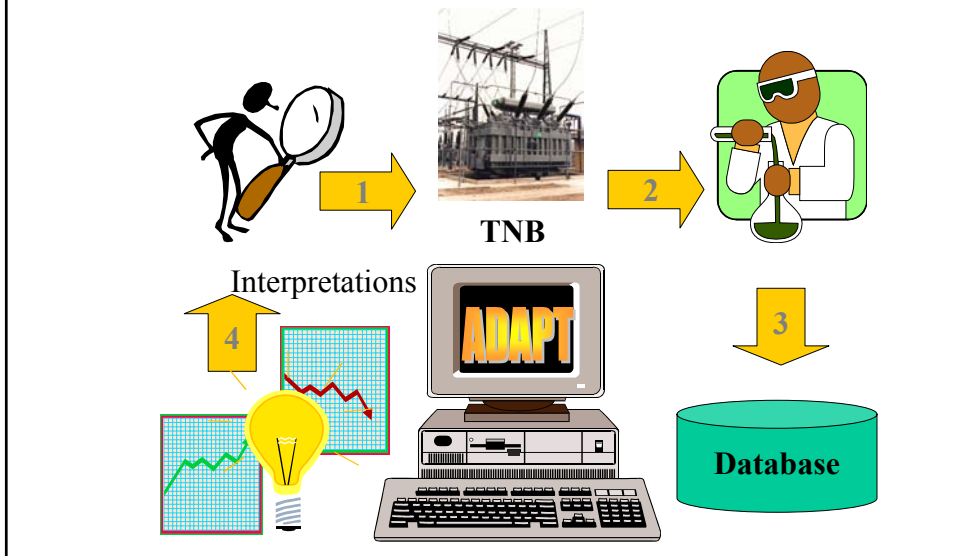 1
2
TNB
Interpretations
4
ADAPT
3
Database